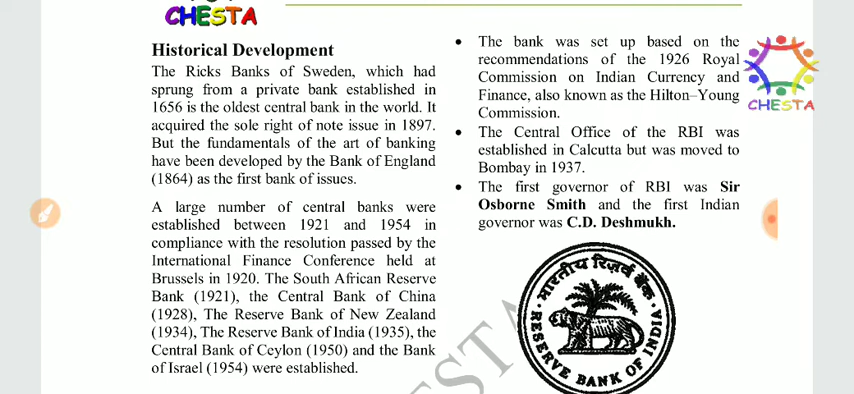 CHESTA
Historical Development
The Ricks Banks of Sweden, which had
sprung from a private bank established in
1656 is the oldest central bank in the world. It
acquired the sole right of note issue in 1897.
But the fundamentals of the art of banking
have been developed by the Bank of England
(1864) as the first bank of issues.
A large number of central banks were
established between 1921 and 1954 in
compliance with the resolution passed by the
International Finance Conference held at
Brussels in 1920. The South African Reserve
Bank (1921), the Central Bank of China
(1928), The Reserve Bank of New Zealand
(1934), The Reserve Bank of India (1935), the
Central Bank of Ceylon (1950) and the Bank
of Israel (1954) were established.
• The bank was set up based on the
recommendations of the 1926 Royal
Commission on Indian Currency and
Finance, also known as the Hilton–Young
Commission.
• The Central Office of the RBI was
established in Calcutta but was moved to
Bombay in 1937.
• The first governor of RBI was Sir
Osborne Smith and the first Indian
governor was C.D. Deshmukh.
CHESTA
भारतीय रिज़र्व बैंक
RESERVE BANK OF INDIA